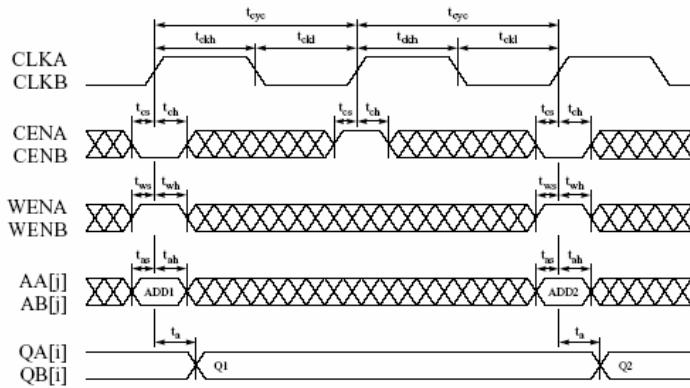 tcyc tcyc
tckh tckl tckh tckl
CLKA
CLKB
tcs tch tcs tch tcs tch
CENA
CENB
tws twh tws twh
WENA
WENB
tas tah tas tah
AA[j]
AB[j]
ADD1 ADD2
ta ta
QA[i]
QB[i]
Q1 Q2